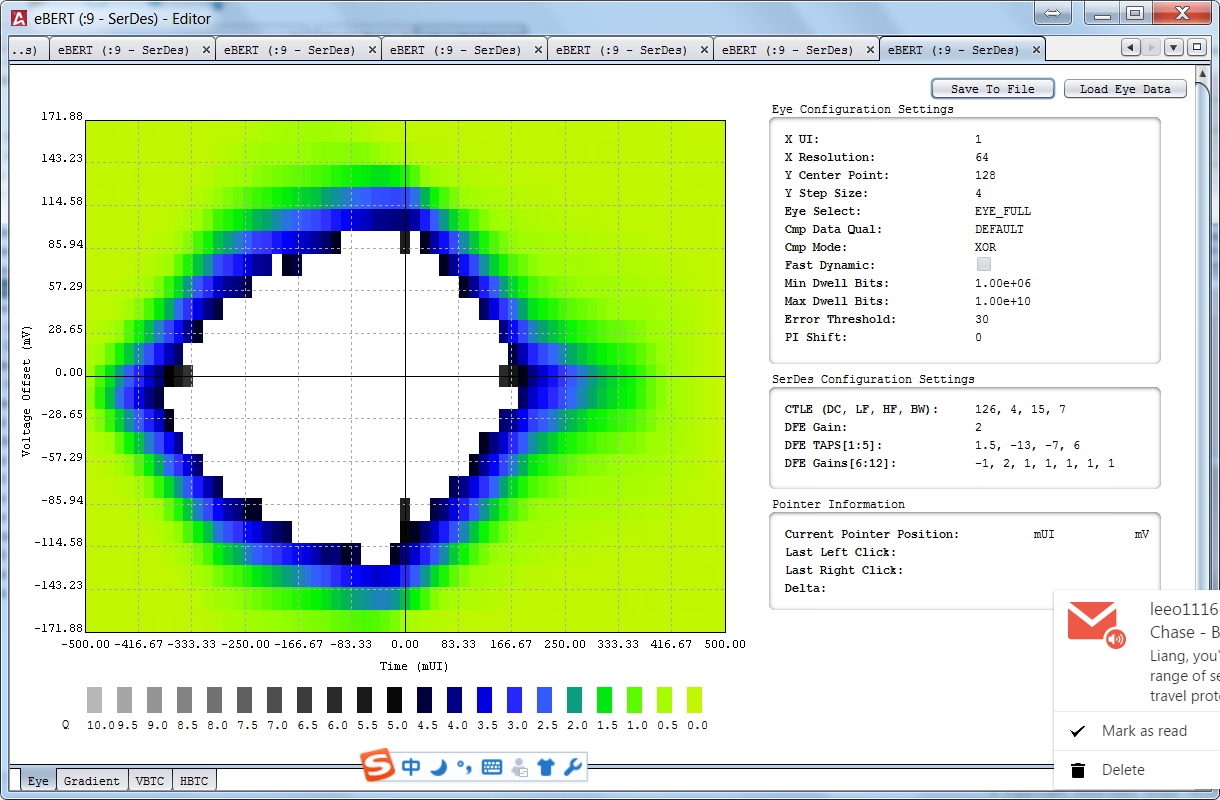 eBERT (:9 - SerDes) - Editor
..s) eBERT (:9 - SerDes) eBERT (:9 - SerDes) eBERT (:9 - SerDes) eBERT (:9 - SerDes) eBERT (:9 - SerDes) eBERT (:9 - SerDes)
Save To File Load Eye Data
171.88
143.23
114.58
85.94
57.29
28.65
0.00
-28.65
-57.29
-85.94
-114.58
-143.23
-171.88
Voltage Offset (mV)
-500.00 -416.67 -333.33 -250.00 -166.67 -83.33 0.00 83.33 166.67 250.00 333.33 416.67 500.00
Time (mUI)
Q 10.0 9.5 9.0 8.5 8.0 7.5 7.0 6.5 6.0 5.5 5.0 4.5 4.0 3.5 3.0 2.5 2.0 1.5 1.0 0.5 0.0
Eye Configuration Settings
X UI: 1
X Resolution: 64
Y Center Point: 128
Y Step Size: 4
Eye Select: EYE_FULL
Cmp Data Qual: DEFAULT
Cmp Mode: XOR
Fast Dynamic:
Min Dwell Bits: 1.00e+06
Max Dwell Bits: 1.00e+10
Error Threshold: 30
PI Shift: 0
SerDes Configuration Settings
CTLE (DC, LF, HF, BW): 126, 4, 15, 7
DFE Gain: 2
DFE TAPS[1:5]: 1.5, -13, -7, 6
DFE Gains[6:12]: -1, 2, 1, 1, 1, 1, 1
Pointer Information
Current Pointer Position: mUI mV
Last Left Click:
Last Right Click:
Delta:
leeo1116
Chase - B
Liang, you'
range of se
travel prote
Mark as read
Delete
中
Eye Gradient VBTC HBTC